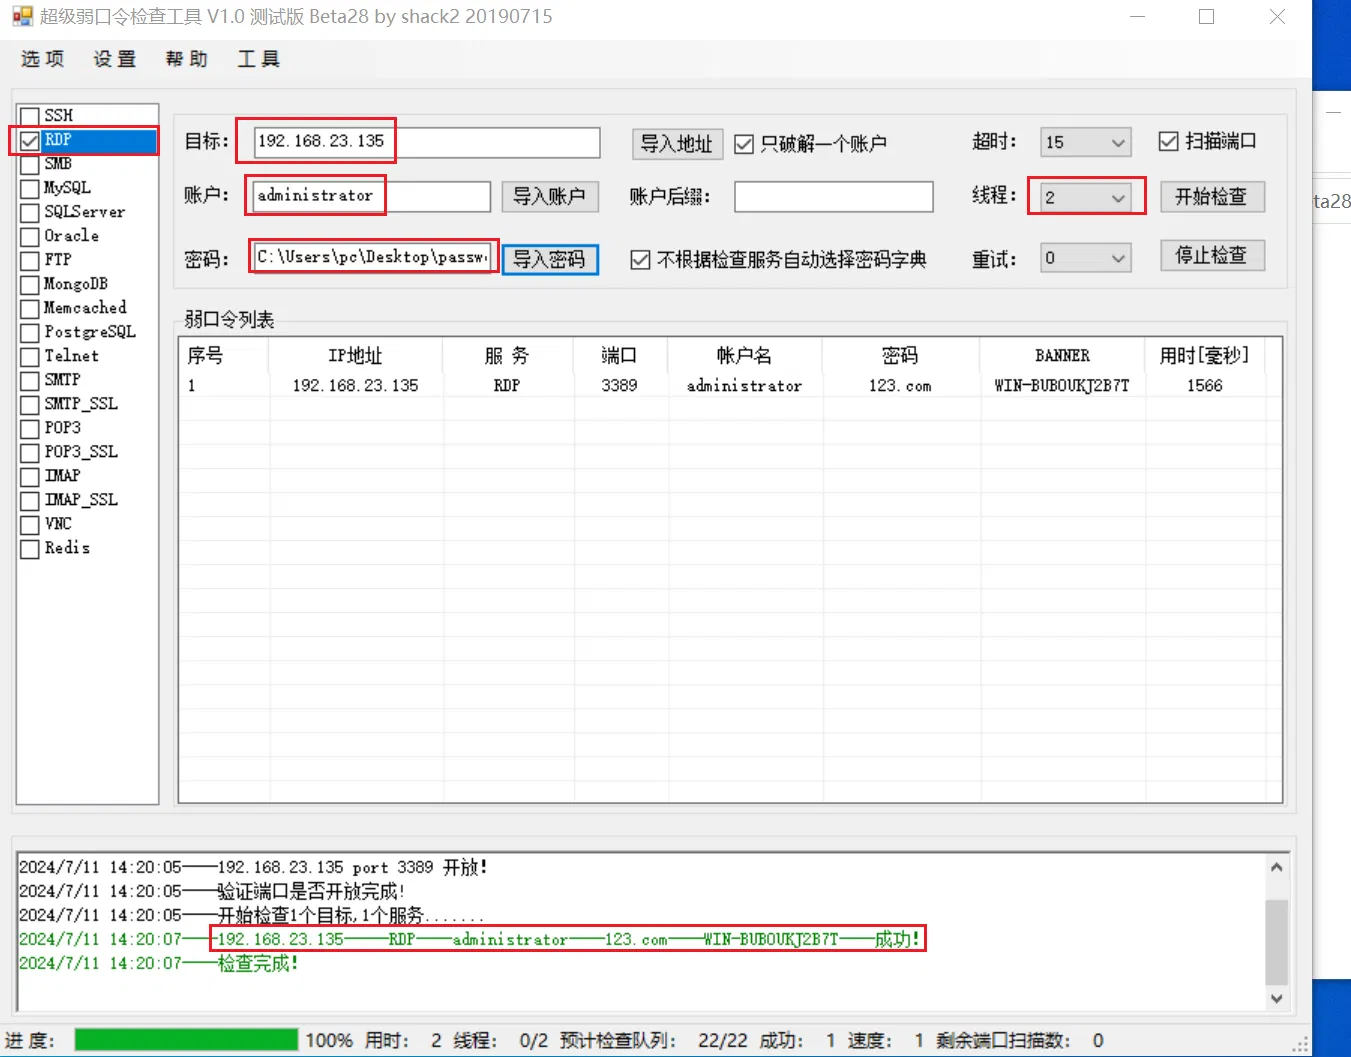 超级弱口令检查工具 V1.0 测试版 Beta28 by shack2 20190715
选项 设置 帮助 工具
SSH
RDP
SMB
MySQL
SQLServer
Oracle
FTP
MongoDB
Memcached
PostgreSQL
Telnet
SMTP
SMTP_SSL
POP3
POP3_SSL
IMAP
IMAP_SSL
VNC
Redis
目标: 192.168.23.135 导入地址 只破解一个账户 超时: 15 扫描端口
账户: administrator 导入账户 账户后缀: 线程: 2 开始检查
密码: C:\Users\pc\Desktop\passw 导入密码 不根据检查服务自动选择密码字典 重试: 0 停止检查
ta28
弱口令列表
序号 IP地址 服 务 端口 帐户名 密码 BANNER 用时[毫秒]
1 192.168.23.135 RDP 3389 administrator 123.com WIN-BUBOUKJ2B7T 1566
2024/7/11 14:20:05——192.168.23.135 port 3389 开放!
2024/7/11 14:20:05——验证端口是否开放完成!
2024/7/11 14:20:05——开始检查1个目标,1个服务.......
2024/7/11 14:20:07——192.168.23.135——RDP——administrator——123.com——WIN-BUBOUKJ2B7T——成功!
2024/7/11 14:20:07——检查完成!
进度: 100% 用时: 2 线程: 0/2 预计检查队列: 22/22 成功: 1 速度: 1 剩余端口扫描数: 0